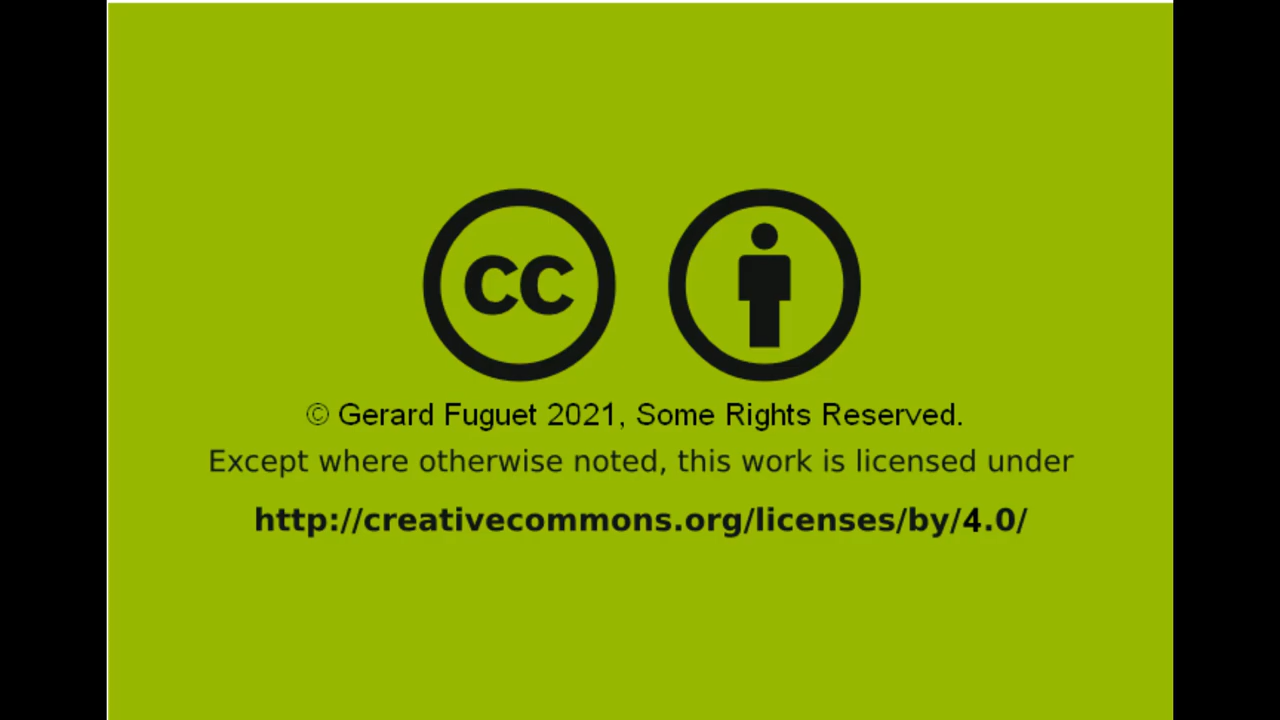 cc
© Gerard Fuguet 2021, Some Rights Reserved.
Except where otherwise noted, this work is licensed under
http://creativecommons.org/licenses/by/4.0/